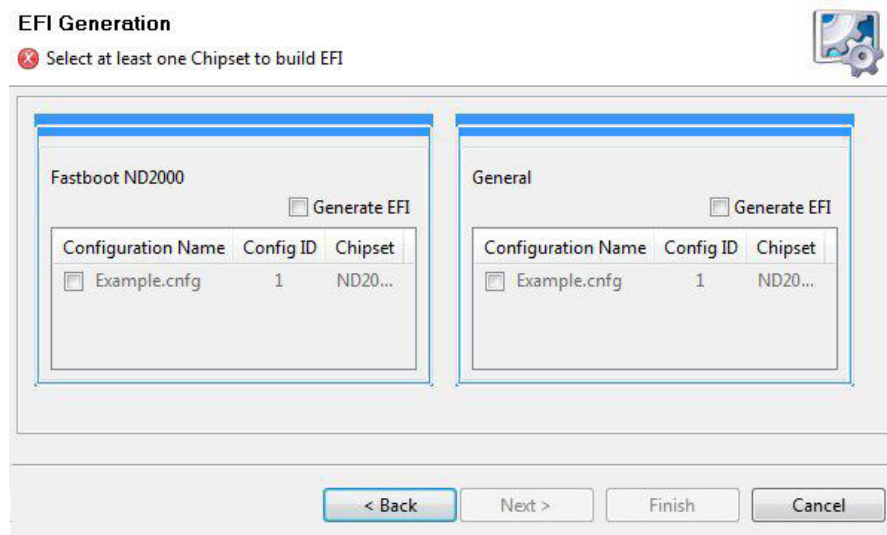 EFI Generation
Select at least one Chipset to build EFI
Fastboot ND2000
Generate EFI
Configuration Name Config ID Chipset
Example.cnfg 1 ND20...
General
Generate EFI
Configuration Name Config ID Chipset
Example.cnfg 1 ND20...
< Back Next > Finish Cancel